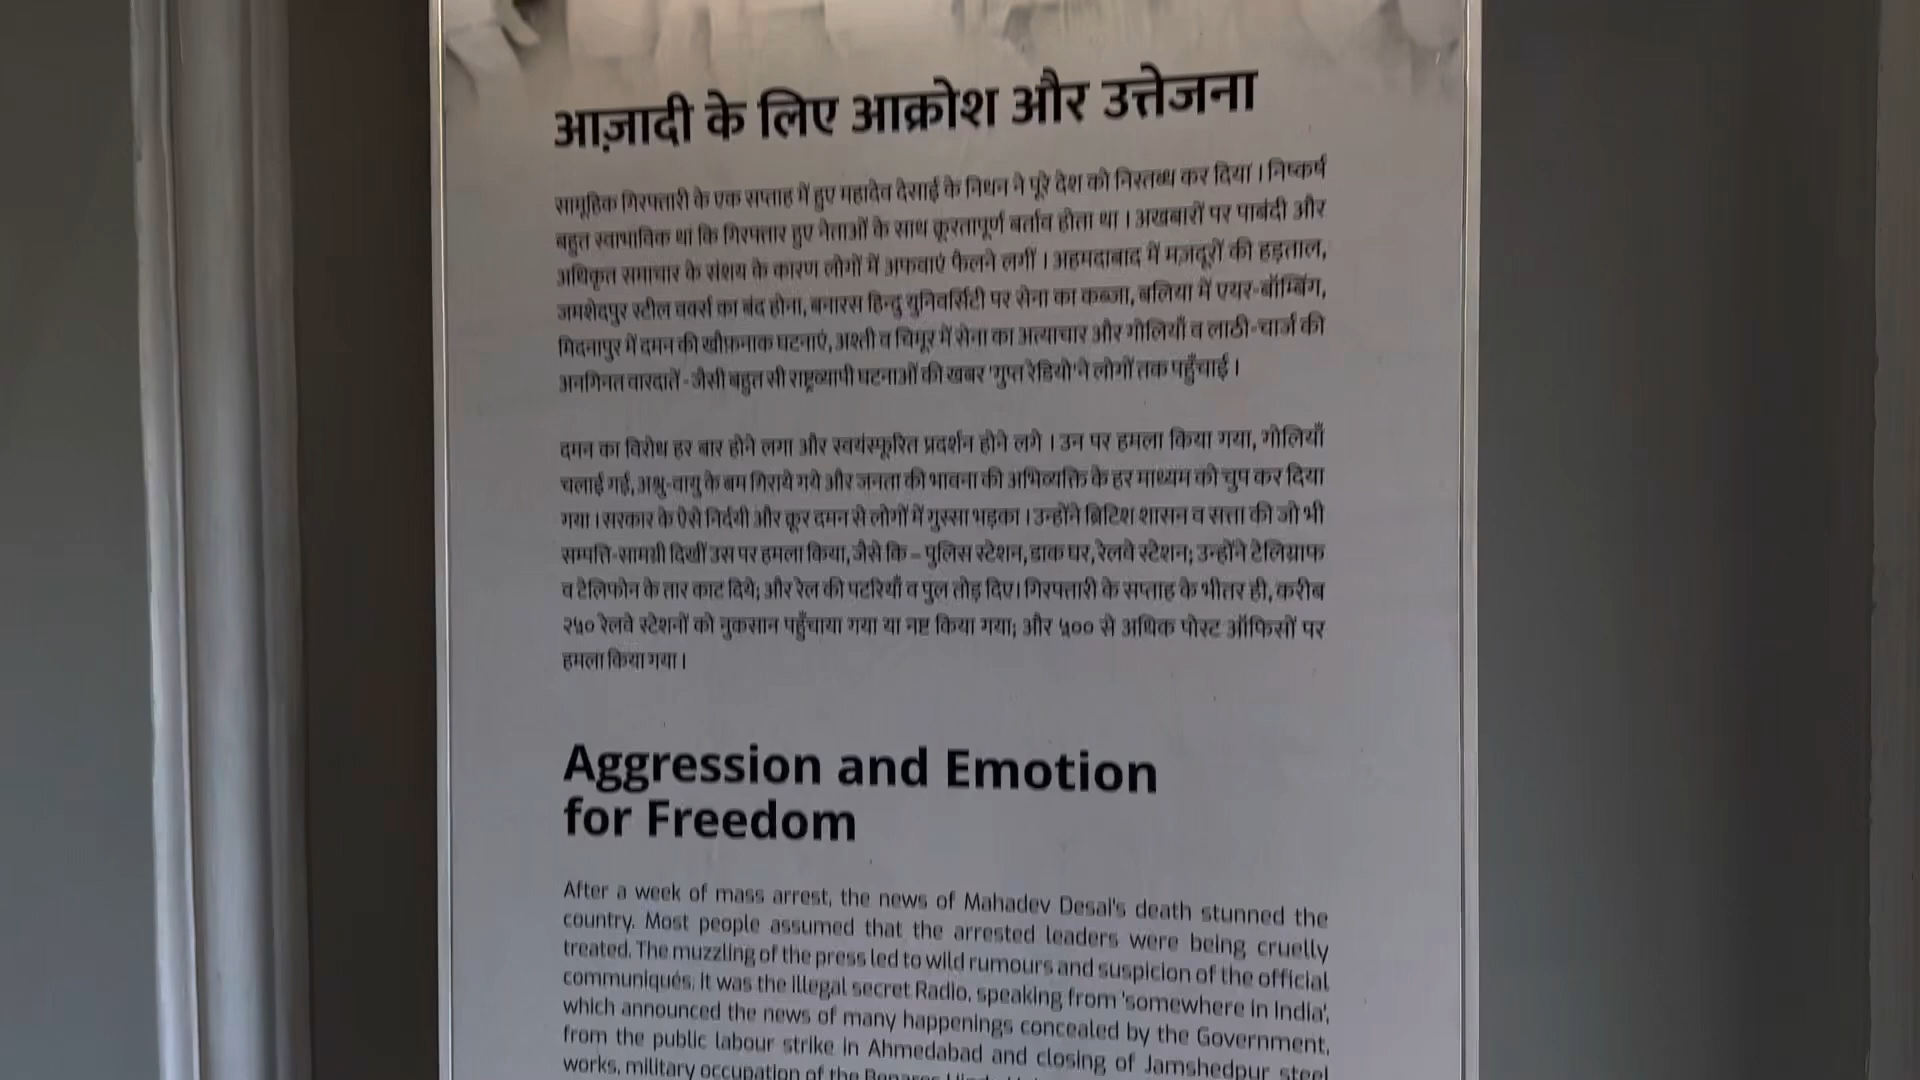 आज़ादी के लिए आक्रोश और उत्तेजना
सामूहिक गिरफ्तारी के एक सप्ताह में हुए महादेव देसाई के निधन ने पूरे देश को निस्तब्ध कर दिया । निष्कर्ष
बहुत स्वाभाविक था कि गिरफ्तार हुए नेताओं के साथ क्रूरतापूर्ण बर्ताव होता था । अखबारों पर पाबंदी और
अधिकृत समाचार के संशय के कारण लोगों में अफवाएं फैलने लगीं । अहमदाबाद में मज़दूरों की हड़ताल,
जमशेदपुर स्टील वर्क्स का बंद होना, बनारस हिन्दु युनिवर्सिटी पर सेना का कब्जा, बलिया में एयर-बॉम्बिंग,
मिदनापुर में दमन की खौफ़नाक घटनाएं, अश्ती व चिमूर में सेना का अत्याचार और गोलियाँ व लाठी-चार्ज की
अनगिनत वारदातें - जैसी बहुत सी राष्ट्रव्यापी घटनाओं की खबर 'गुप्त रेडियो' ने लोगों तक पहुँचाई ।
दमन का विरोध हर बार होने लगा और स्वयंस्फूरित प्रदर्शन होने लगे । उन पर हमला किया गया, गोलियाँ
चलाई गई, अश्रु-वायु के बम गिराये गये और जनता की भावना की अभिव्यक्ति के हर माध्यम को चुप कर दिया
गया । सरकार के ऐसे निर्दयी और क्रूर दमन से लोगों में गुस्सा भड़का । उन्होंने ब्रिटिश शासन व सत्ता की जो भी
सम्पत्ति-सामग्री दिखीं उस पर हमला किया, जैसे कि – पुलिस स्टेशन, डाक घर, रेलवे स्टेशन; उन्होंने टेलिग्राफ
व टेलिफोन के तार काट दिये; और रेल की पटरियाँ व पुल तोड़ दिए। गिरफ्तारी के सप्ताह के भीतर ही, करीब
२५० रेलवे स्टेशनों को नुकसान पहुँचाया गया या नष्ट किया गया; और ५०० से अधिक पोस्ट ऑफिसों पर
हमला किया गया ।
Aggression and Emotion
for Freedom
After a week of mass arrest, the news of Mahadev Desai's death stunned the
country. Most people assumed that the arrested leaders were being cruelly
treated. The muzzling of the press led to wild rumours and suspicion of the official
communiqués; it was the illegal secret Radio, speaking from 'somewhere in India',
which announced the news of many happenings concealed by the Government,
from the public labour strike in Ahmedabad and closing of Jamshedpur steel
works, military occupation of the Benares